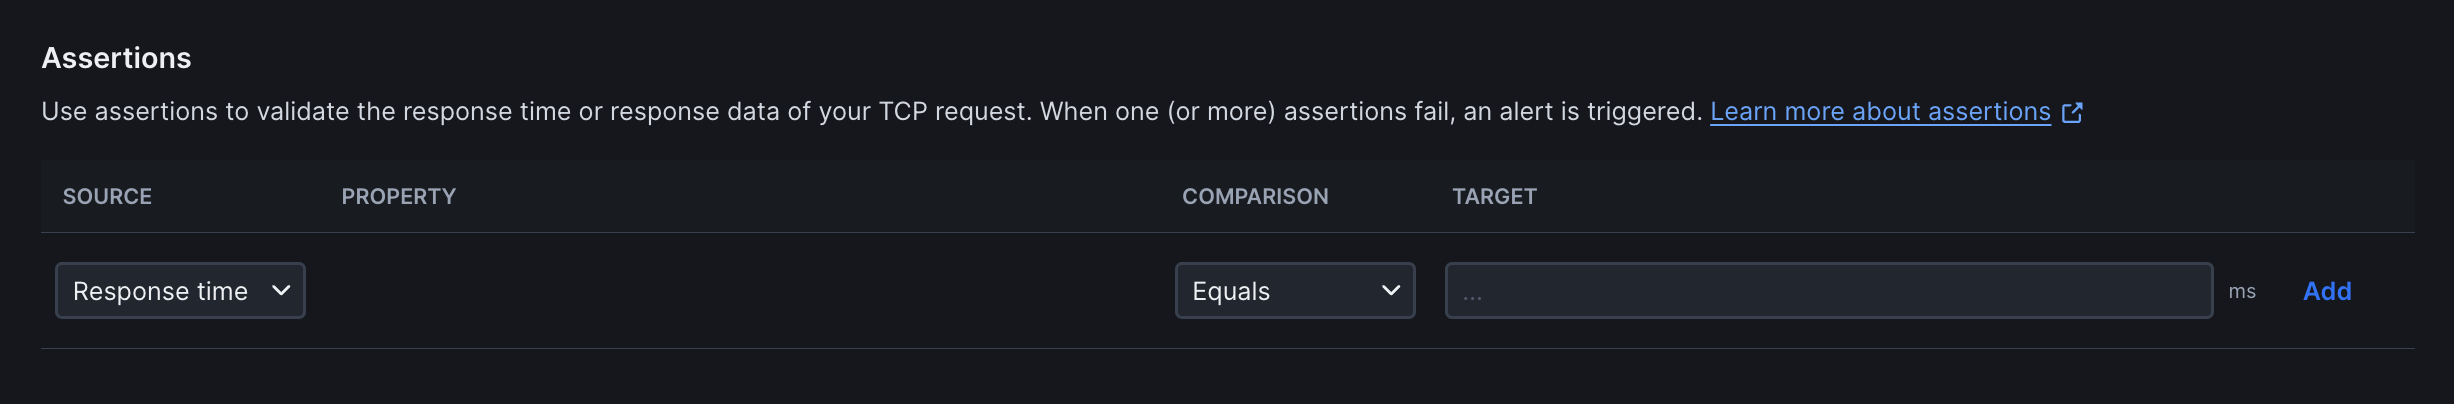 Assertions
Use assertions to validate the response time or response data of your TCP request. When one (or more) assertions fail, an alert is triggered. Learn more about assertions
SOURCE PROPERTY COMPARISON TARGET
Response time Equals ... ms Add